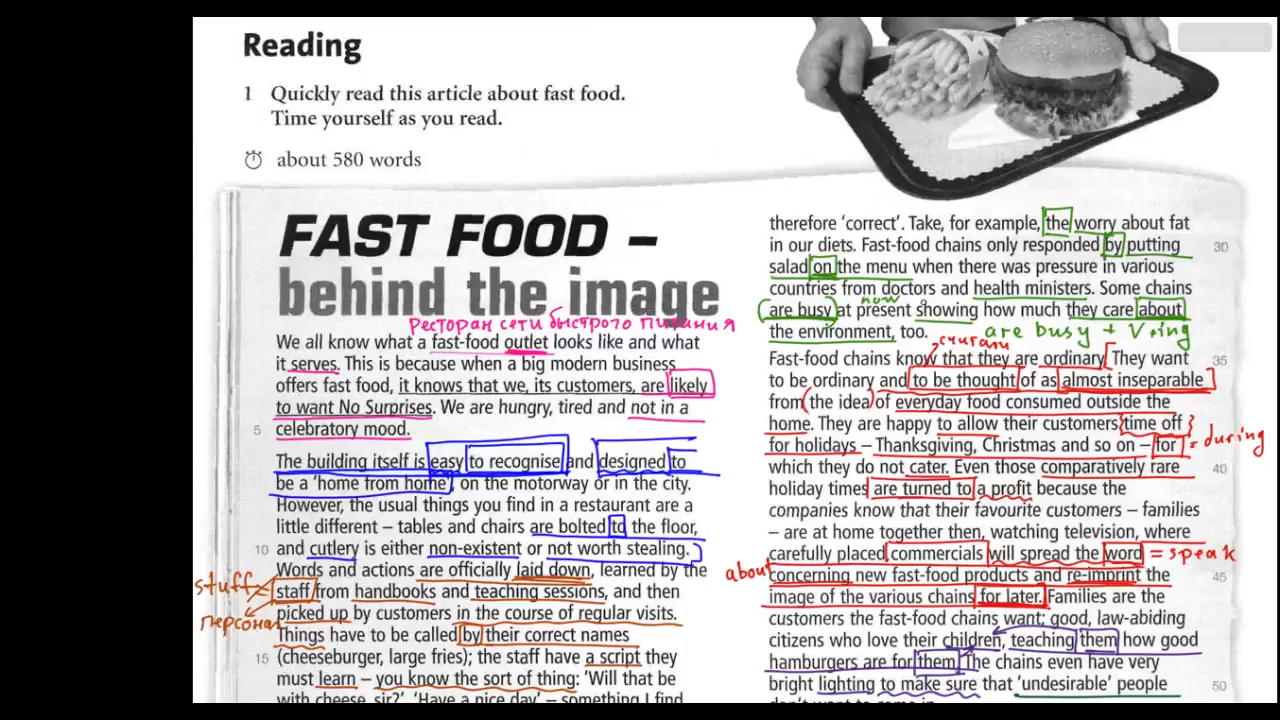 Reading
1 Quickly read this article about fast food.
Time yourself as you read.
about 580 words
FAST FOOD –
behind the image
Ресторан сети быстрого питания
We all know what a fast-food outlet looks like and what
it serves. This is because when a big modern business
offers fast food, it knows that we, its customers, are likely
to want No Surprises. We are hungry, tired and not in a
5 celebratory mood.
The building itself is easy to recognise and designed to
be a ‘home from home’, on the motorway or in the city.
However, the usual things you find in a restaurant are a
little different – tables and chairs are bolted to the floor,
10 and cutlery is either non-existent or not worth stealing.
Words and actions are officially laid down, learned by the
stuff
staff from handbooks and teaching sessions, and then
picked up by customers in the course of regular visits.
персонал
Things have to be called by their correct names
15 (cheeseburger, large fries); the staff have a script they
must learn – you know the sort of thing: ‘Will that be
with cheese, sir?’ ‘Have a nice day’ – something I find
therefore ‘correct’. Take, for example, the worry about fat
in our diets. Fast-food chains only responded by putting 30
salad on the menu when there was pressure in various
countries from doctors and health ministers. Some chains
now
are busy at present showing how much they care about
the environment, too.
are busy + V ing
считали
Fast-food chains know that they are ordinary. They want 35
to be ordinary and to be thought of as almost inseparable
from the idea of everyday food consumed outside the
home. They are happy to allow their customers time off
for holidays – Thanksgiving, Christmas and so on – for = during
which they do not cater. Even those comparatively rare 40
holiday times are turned to a profit because the
companies know that their favourite customers – families
– are at home together then, watching television, where
carefully placed commercials will spread the word = speak
about
concerning new fast-food products and re-imprint the 45
image of the various chains for later. Families are the
customers the fast-food chains want; good, law-abiding
citizens who love their children, teaching them how good
hamburgers are for them. The chains even have very
bright lighting to make sure that ‘undesirable’ people 50
don't want to come in